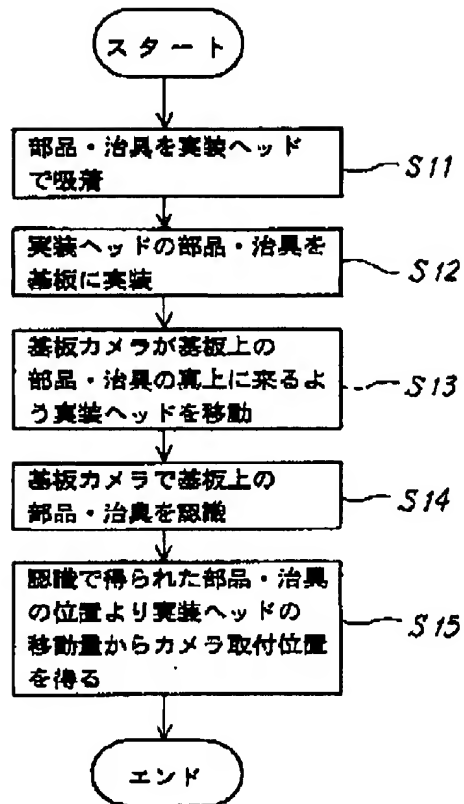 スタート
部品・治具を実装ヘッド
で吸着
S11
実装ヘッドの部品・治具を
基板に実装
S12
基板カメラが基板上の
部品・治具の真上に来るよ
う実装ヘッドを移動
S13
基板カメラで基板上の
部品・治具を認識
S14
認識で得られた部品・治具
の位置より実装ヘッドの
移動量からカメラ取付位置
を得る
S15
エンド